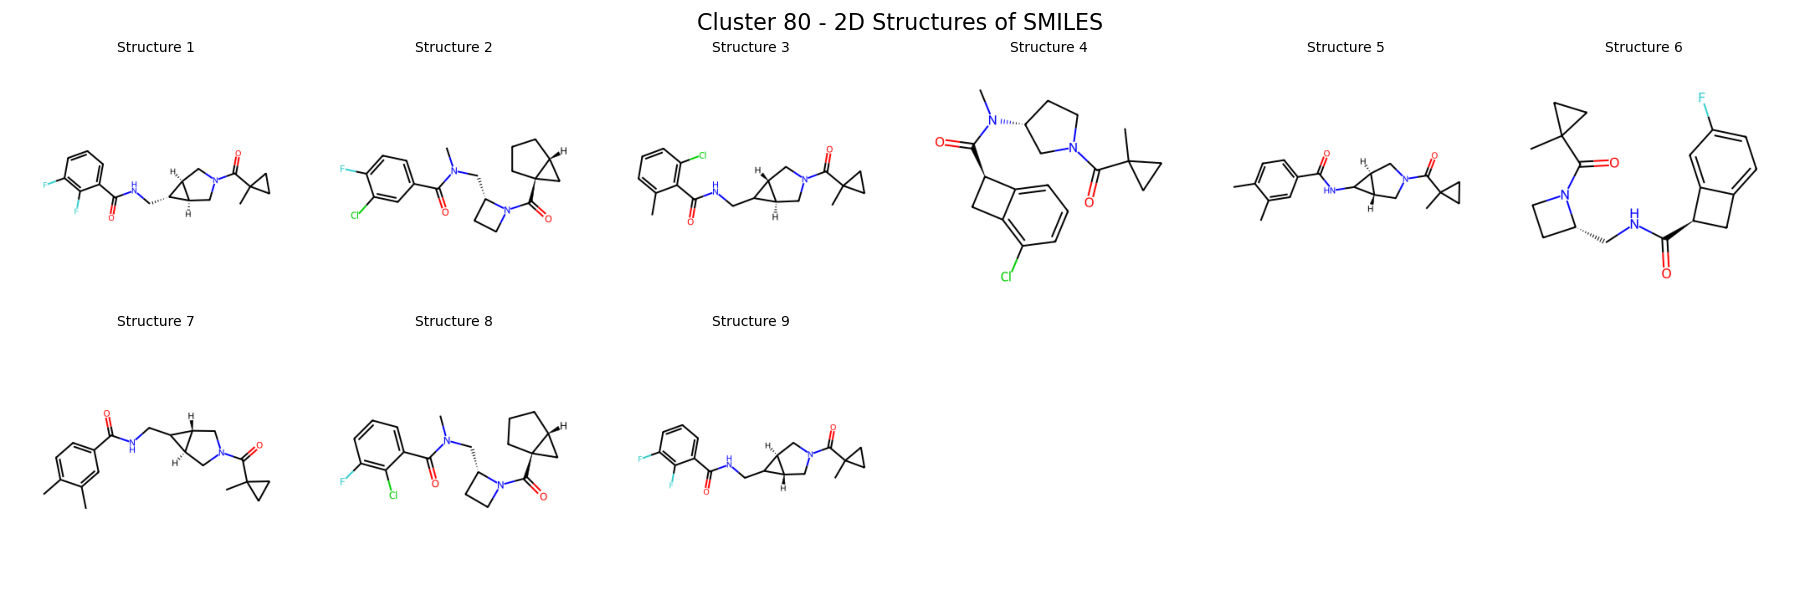 Cluster 80 - 2D Structures of SMILES
Structure 1
Structure 2
Structure 3
Structure 4
Structure 5
Structure 6
F
F
O
H
N
H
H
N
O
F
Cl
O
N
N
O
H
Cl
O
H
N
H
H
N
O
O
N
N
O
Cl
O
HN
H
H
N
O
F
O
N
H
N
O
Structure 7
Structure 8
Structure 9
O
N
H
H
H
N
O
F
Cl
O
N
N
O
H
F
F
O
H
N
H
H
N
O